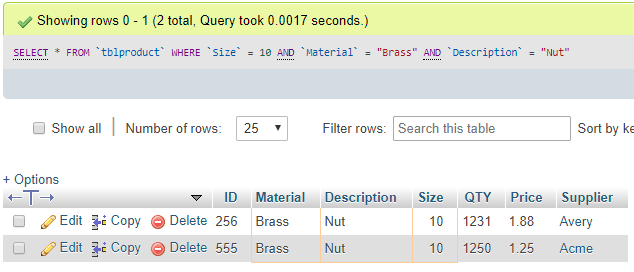 Showing rows 0 - 1 (2 total, Query took 0.0017 seconds.)
SELECT * FROM `tblproduct` WHERE `Size` = 10 AND `Material` = "Brass" AND `Description` = "Nut"
Show all | Number of rows: 25 Filter rows: Search this table Sort by ke
+ Options
ID Material Description Size QTY Price Supplier
Edit Copy Delete 256 Brass Nut 10 1231 1.88 Avery
Edit Copy Delete 555 Brass Nut 10 1250 1.25 Acme